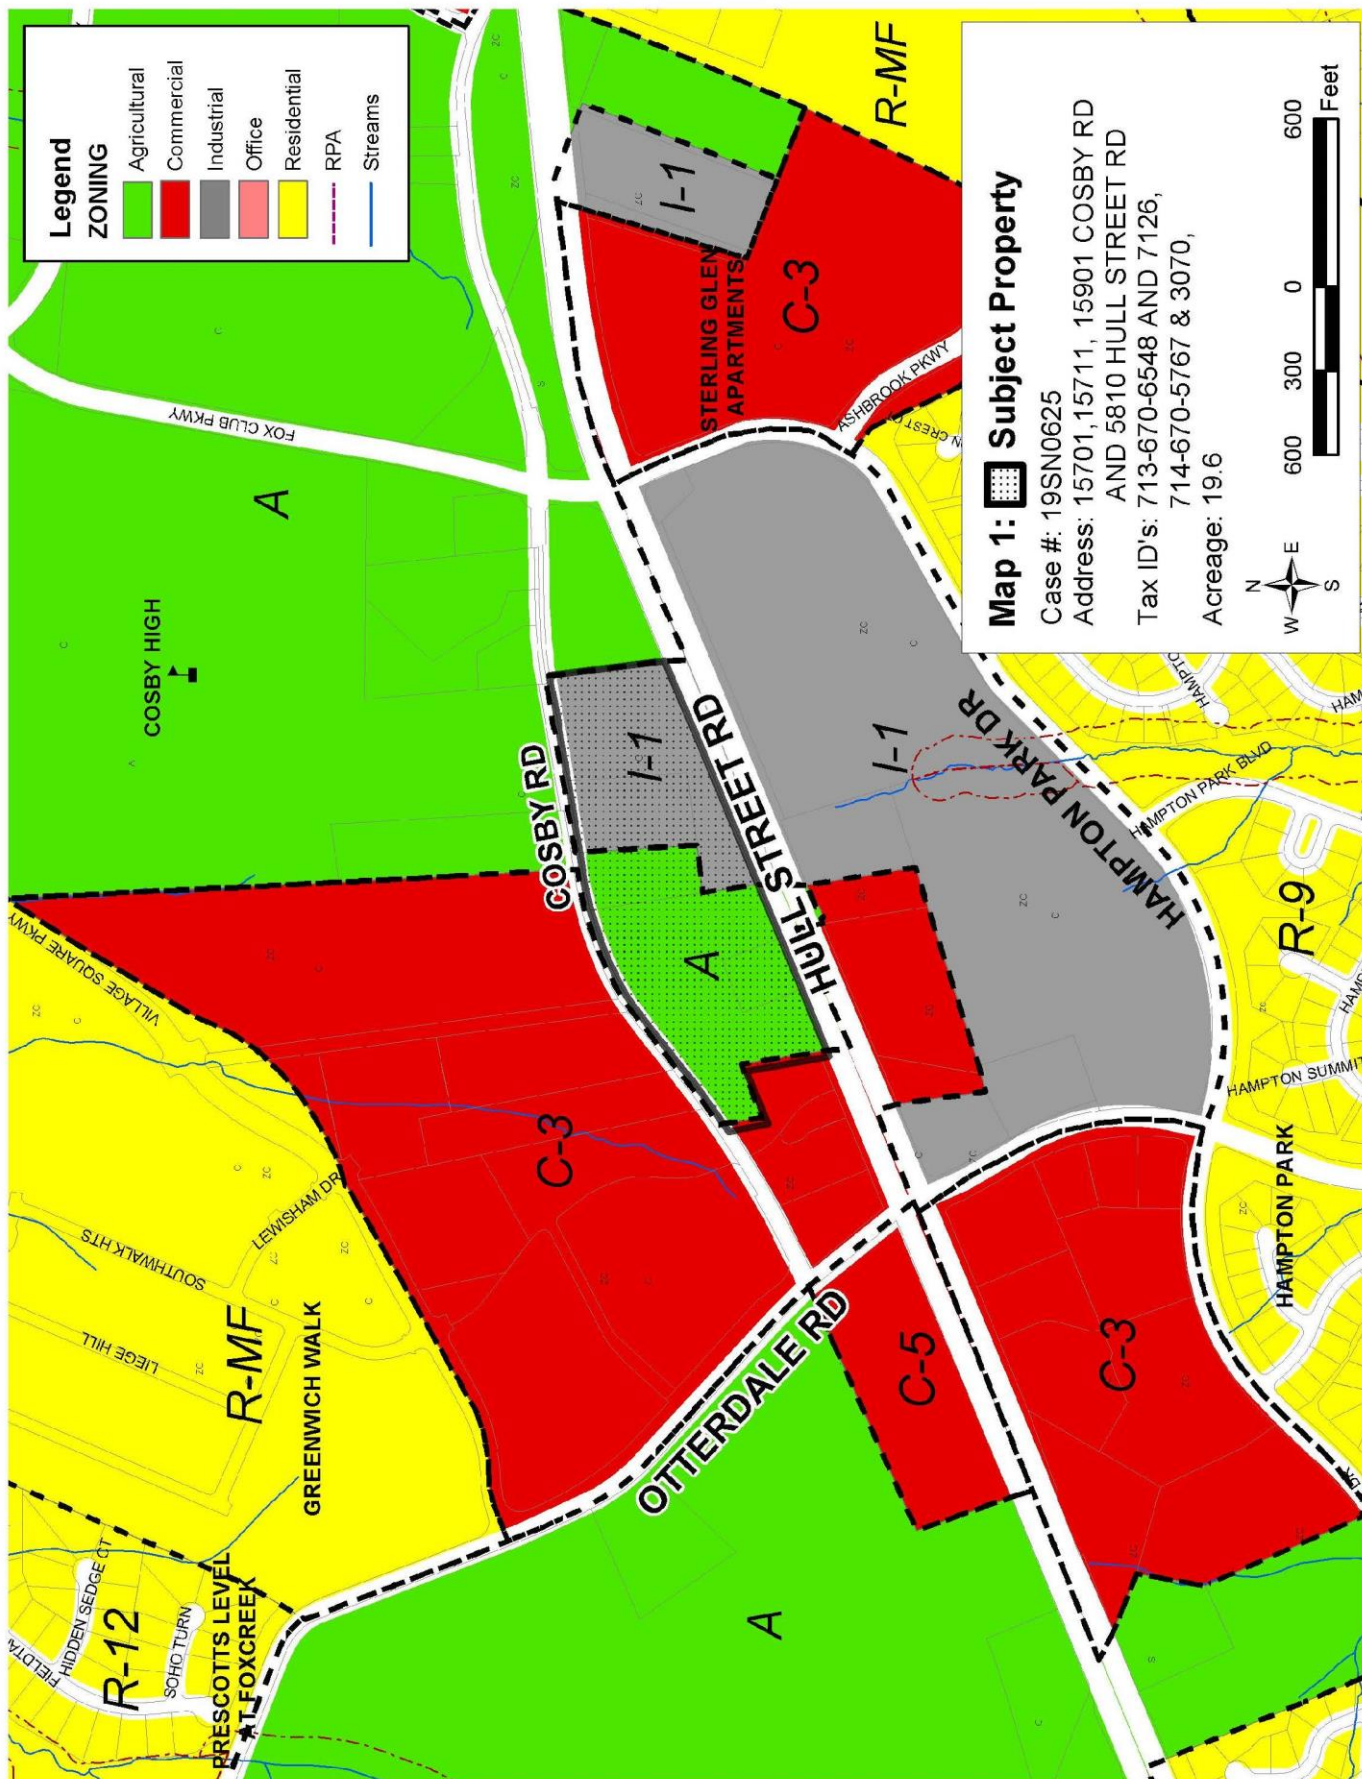 Legend
ZONING
Agricultural
Commercial
Industrial
Office
Residential
RPA
Streams
Map 1: Subject Property
Case #: 19SN0625
Address: 15701,15711, 15901 COSBY RD
AND 5810 HULL STREET RD
Tax ID's: 713-670-6548 AND 7126,
714-670-5767 & 3070,
Acreage: 19.6
N
W
E
S
600
300
0
600
Feet
R-12
HIDDEN SEDGE CT
SOHO TURN
PRESCOTTS LEVEL
AT FOXCREEK
R-MF
GREENWICH WALK
LIEGE HILL
SOUTHWALK HTS
LEWISHAM DR
VILLAGE SQUARE PKWY
COSBY HIGH
A
FOX CLUB PKWY
C-3
COSBY RD
I-1
A
HULL STREET RD
OTTERDALE RD
A
C-5
C-3
I-1
HAMPTON PARK DR
HAMPTON PARK BLVD
R-9
HAMPTON SUMMIT
HAMPTON PARK
STERLING GLEN
APARTMENTS
C-3
I-1
R-MF
ASHBROOK PKWY